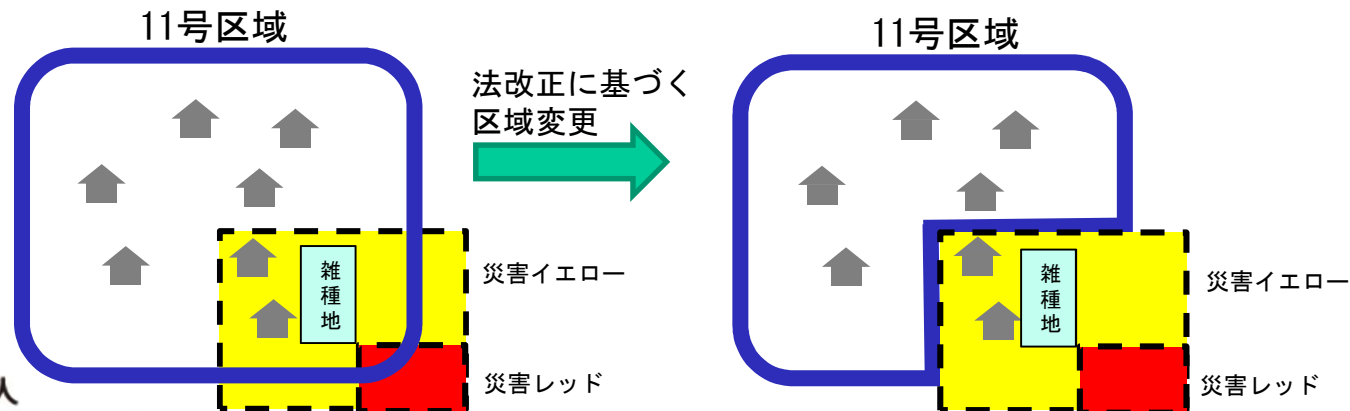 11号区域
法改正に基づく
区域変更
雑種地
災害イエロー
災害レッド
人
11号区域
雑種地
災害イエロー
災害レッド